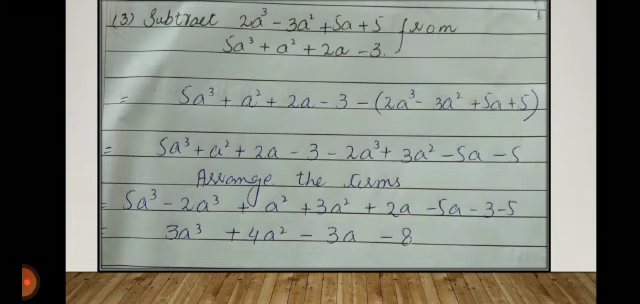 (3) Subtract 2a³ - 3a² + 5a + 5 from
5a³ + a² + 2a - 3.
= 5a³ + a² + 2a - 3 - (2a³ - 3a² + 5a + 5)
= 5a³ + a² + 2a - 3 - 2a³ + 3a² - 5a - 5
Arrange the terms
= 5a³ - 2a³ + a² + 3a² + 2a - 5a - 3 - 5
= 3a³ + 4a² - 3a - 8